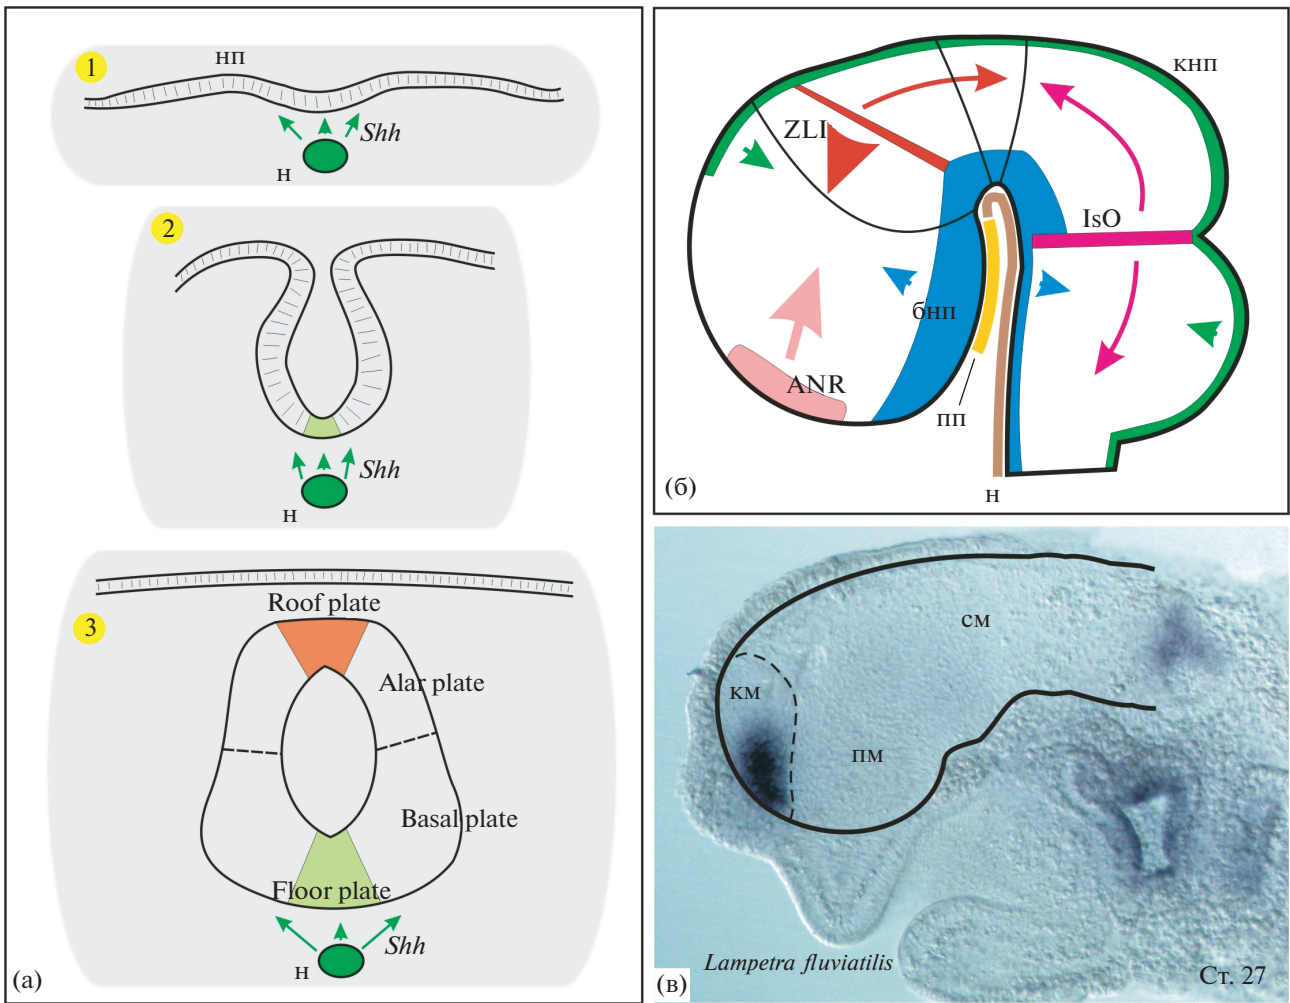 1
нп
Shh
н
2
Shh
н
3
Roof plate
Alar plate
Basal plate
Floor plate
Shh
н
(а)
кнп
ZLI
IsO
бнп
ANR
пп
н
(б)
см
км
пм
Lampetra fluviatilis
Ст. 27
(в)